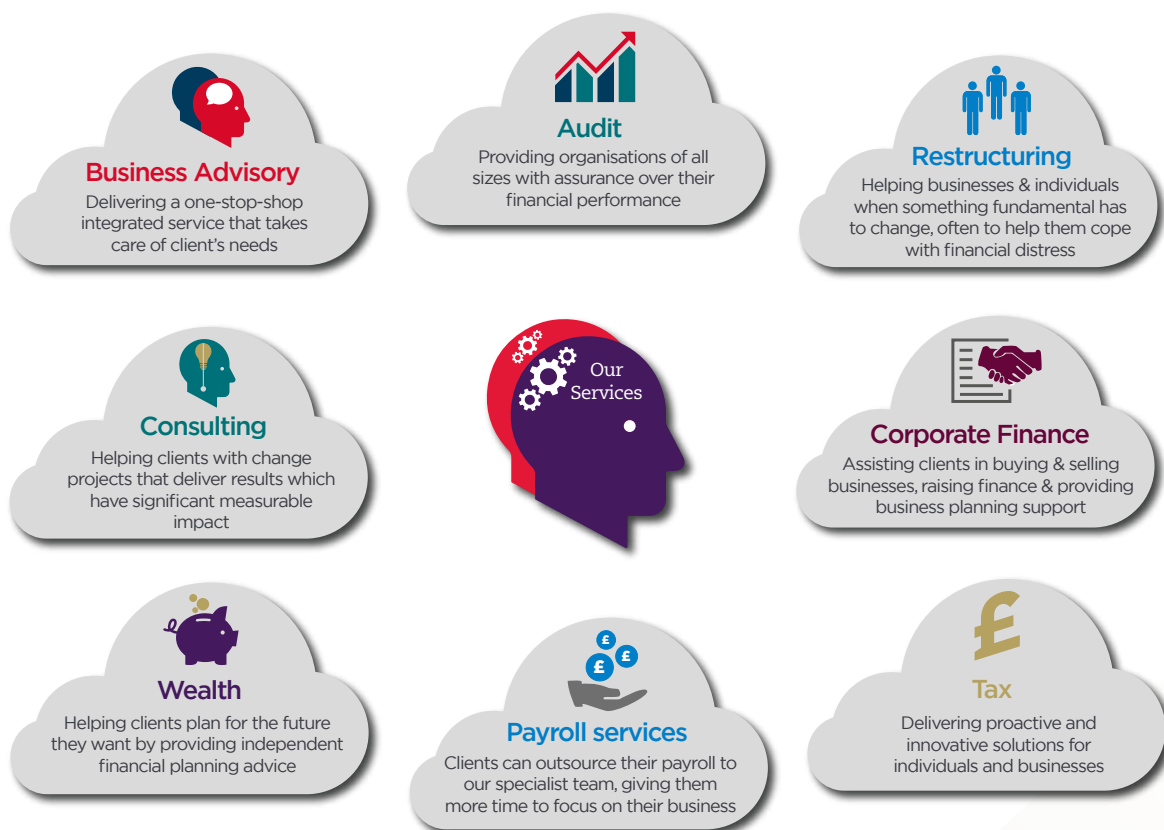 Business Advisory
Delivering a one-stop-shop
integrated service that takes
care of client's needs
Audit
Providing organisations of all
sizes with assurance over their
financial performance
Restructuring
Helping businesses & individuals
when something fundamental has
to change, often to help them cope
with financial distress
Consulting
Helping clients with change
projects that deliver results which
have significant measurable
impact
Our
Services
Corporate Finance
Assisting clients in buying & selling
businesses, raising finance & providing
business planning support
Wealth
Helping clients plan for the future
they want by providing independent
financial planning advice
£
£
£
Payroll services
Clients can outsource their payroll to
our specialist team, giving them
more time to focus on their business
£
Tax
Delivering proactive and
innovative solutions for
individuals and businesses